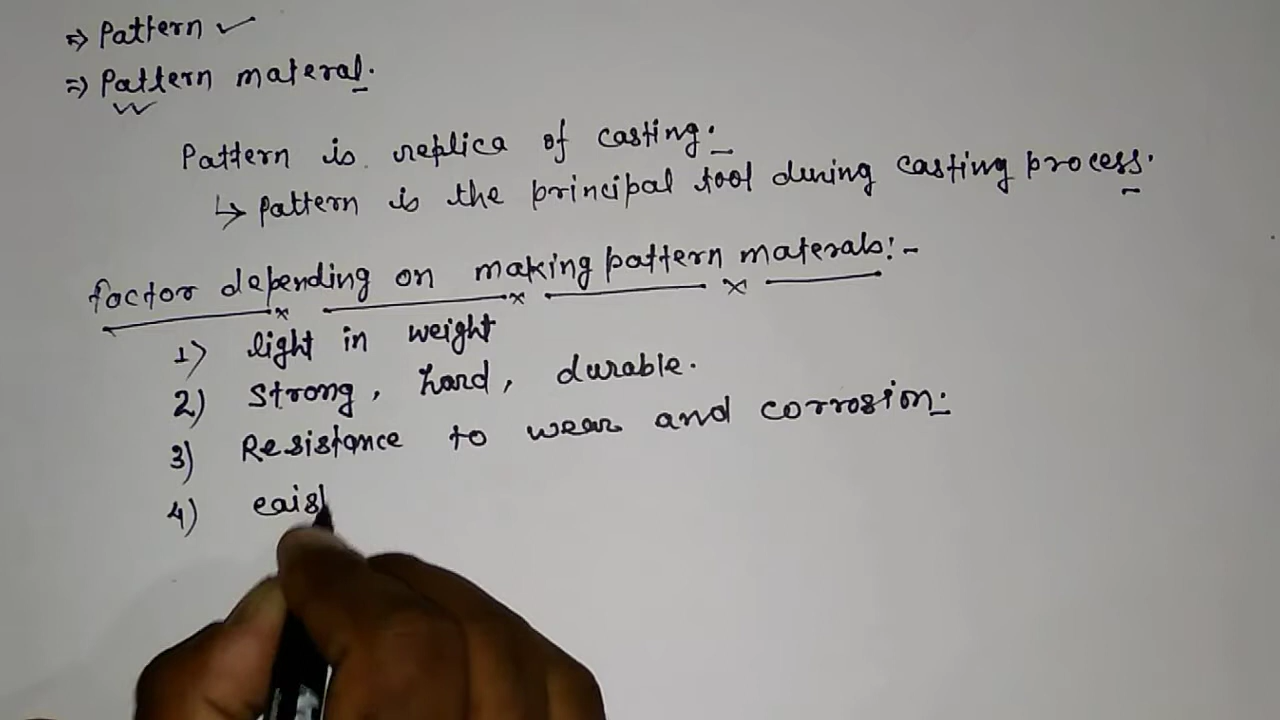 ⇒ Pattern ✓
⇒ Pattern materal.
Pattern is replica of casting.
↳ pattern is the principal tool during casting process.
factor depending on making pattern materals:-
1) light in weight
2) strong, hard, durable.
3) Resistance to wear and corrosion.
4) eaisl